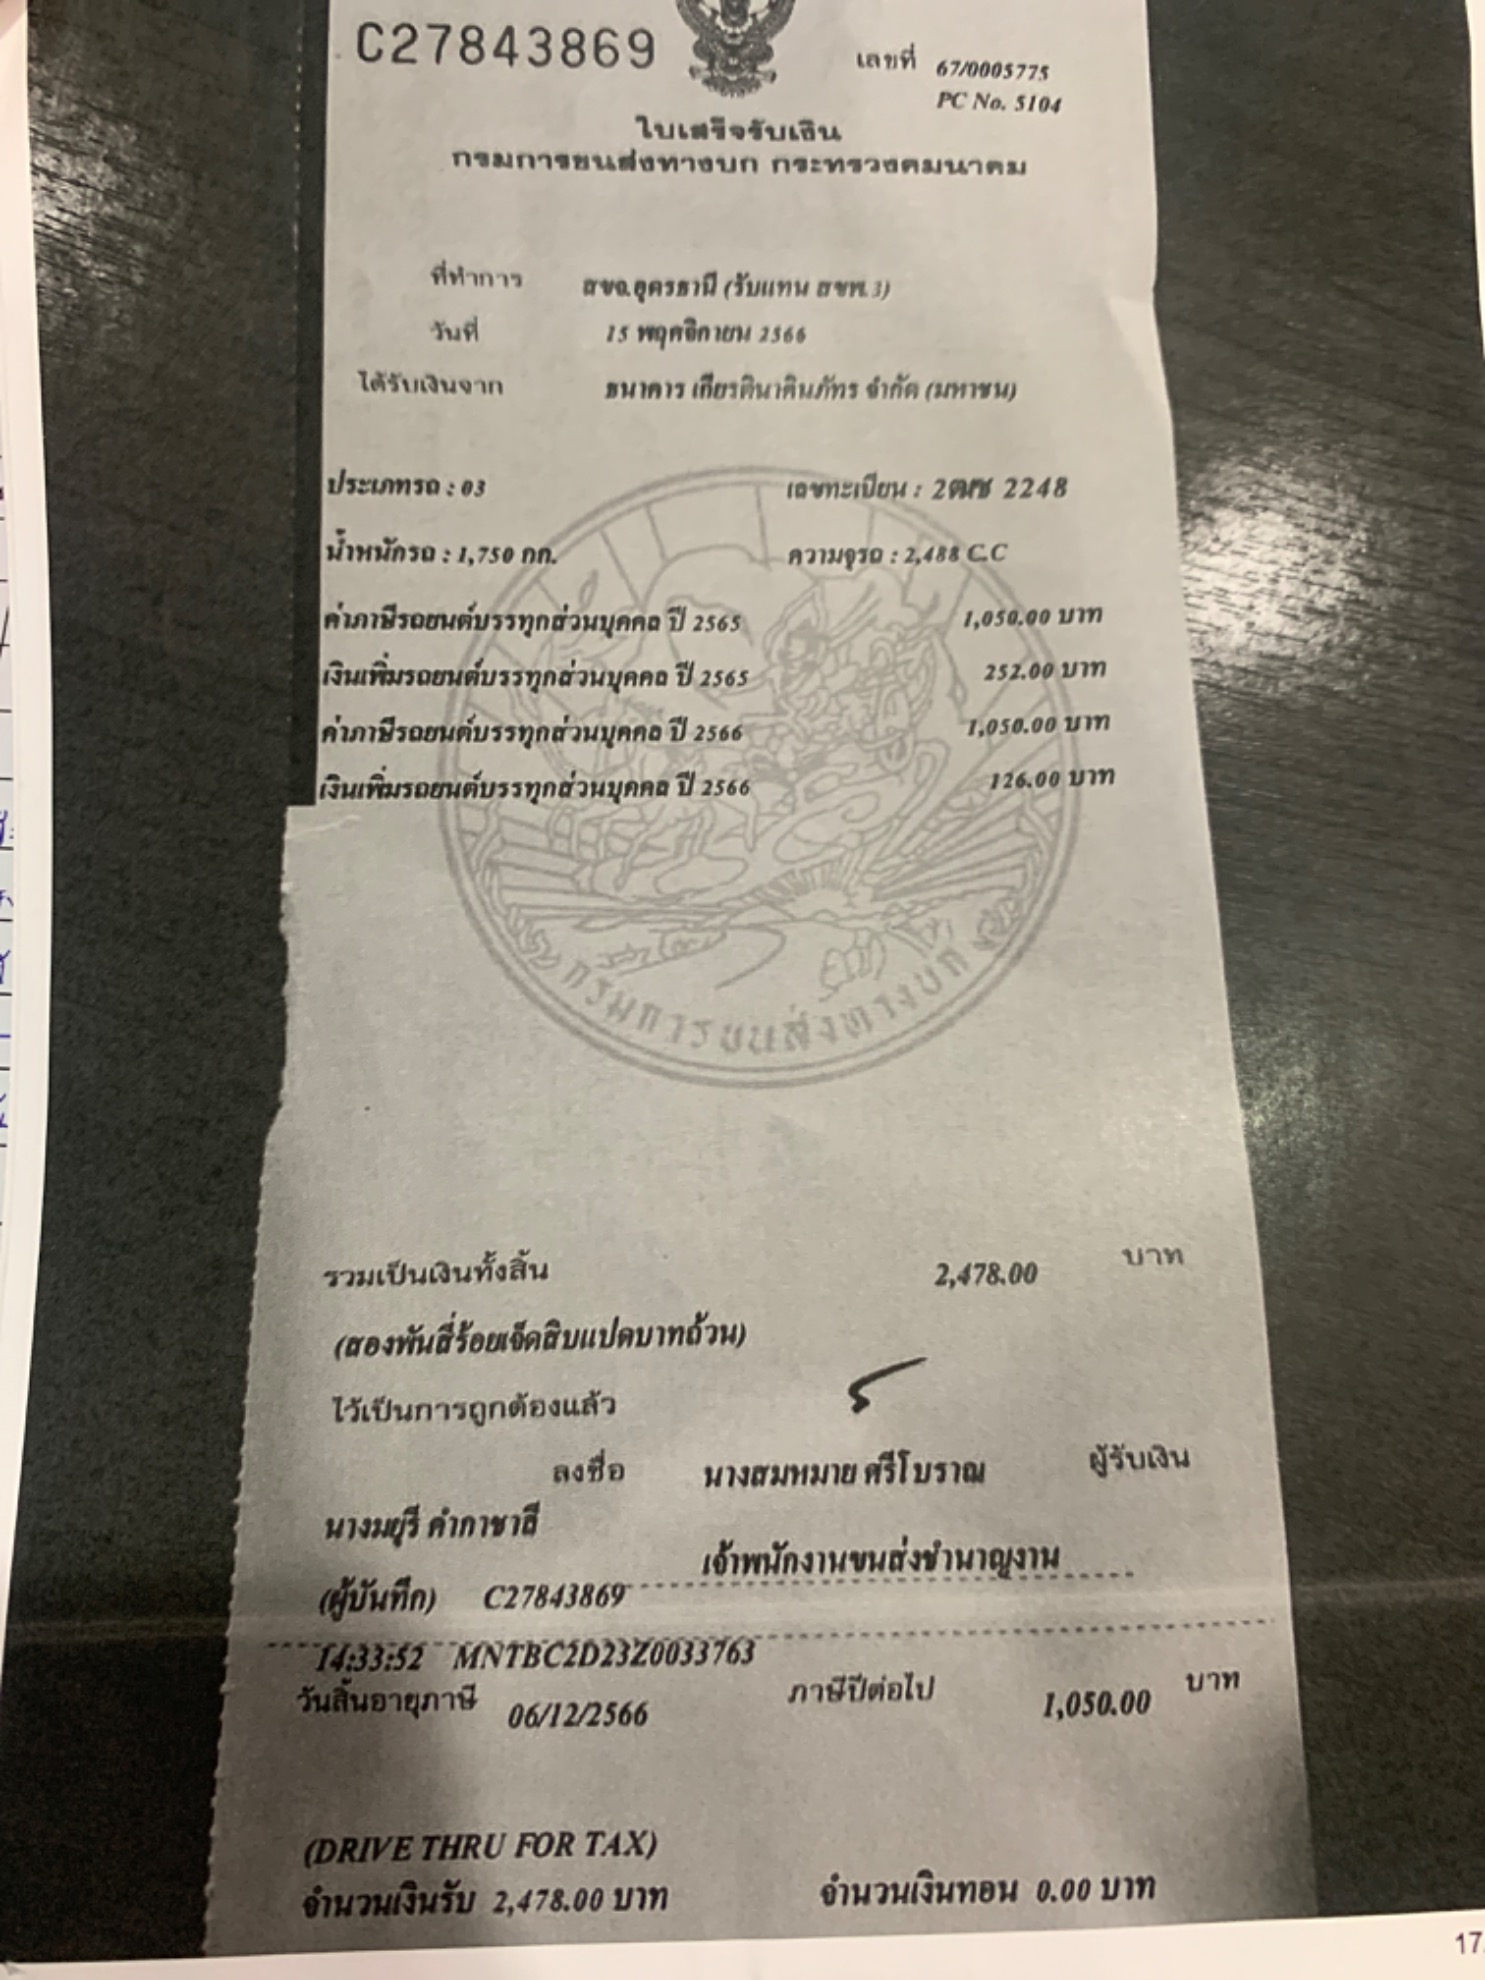 C27843869
เลขที่ 67/0005775
PC No. 5104
ใบเสร็จรับเงิน
กรมการขนส่งทางบก กระทรวงคมนาคม
ที่ทำการ สขจ.อุดรธานี (รับแทน สขพ.3)
วันที่ 15 พฤศจิกายน 2566
ได้รับเงินจาก ธนาคาร เกียรตินาคินภัทร จำกัด (มหาชน)
ประเภทรถ : 03 เลขทะเบียน : 2ฒช 2248
น้ำหนักรถ : 1,750 กก. ความจุรถ : 2,488 C.C
ค่าภาษีรถยนต์บรรทุกส่วนบุคคล ปี 2565 1,050.00 บาท
เงินเพิ่มรถยนต์บรรทุกส่วนบุคคล ปี 2565 252.00 บาท
ค่าภาษีรถยนต์บรรทุกส่วนบุคคล ปี 2566 1,050.00 บาท
เงินเพิ่มรถยนต์บรรทุกส่วนบุคคล ปี 2566 126.00 บาท
กรมการขนส่งทางบก
รวมเป็นเงินทั้งสิ้น 2,478.00 บาท
(สองพันสี่ร้อยเจ็ดสิบแปดบาทถ้วน)
ไว้เป็นการถูกต้องแล้ว
ลงชื่อ นางสมหมาย ศรีโบราณ ผู้รับเงิน
นางมยุรี คำกาชาลี
เจ้าพนักงานขนส่งชำนาญงาน
(ผู้บันทึก) C27843869
14:33:52 MNTBC2D23Z0033763
วันสิ้นอายุภาษี 06/12/2566 ภาษีปีต่อไป 1,050.00 บาท
(DRIVE THRU FOR TAX)
จำนวนเงินรับ 2,478.00 บาท จำนวนเงินทอน 0.00 บาท